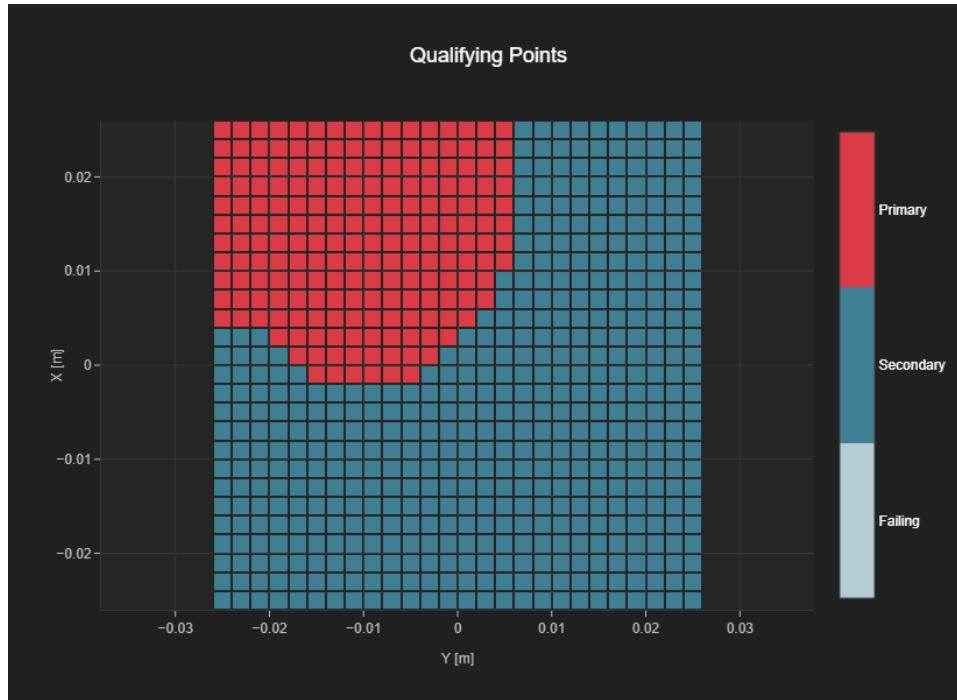 Qualifying Points
0.02
0.01
0
−0.01
−0.02
X [m]
−0.03
−0.02
−0.01
0
0.01
0.02
0.03
Y [m]
Primary
Secondary
Failing